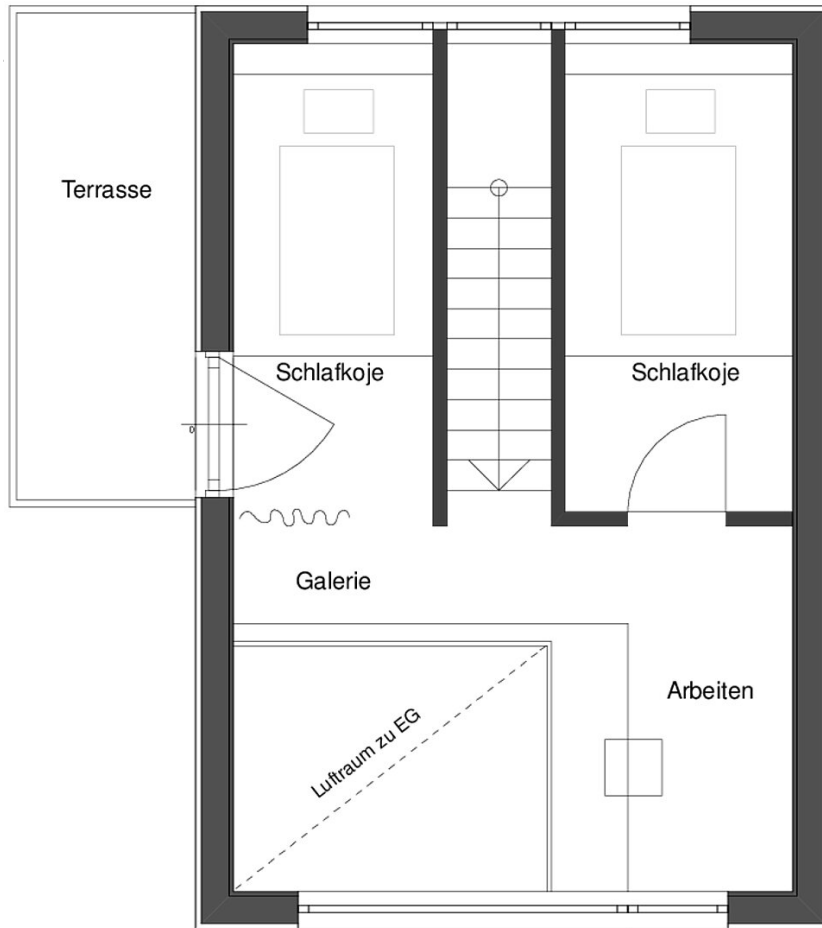 Terrasse
Schlafkoje
Schlafkoje
Galerie
Arbeiten
Luftraum zu EG